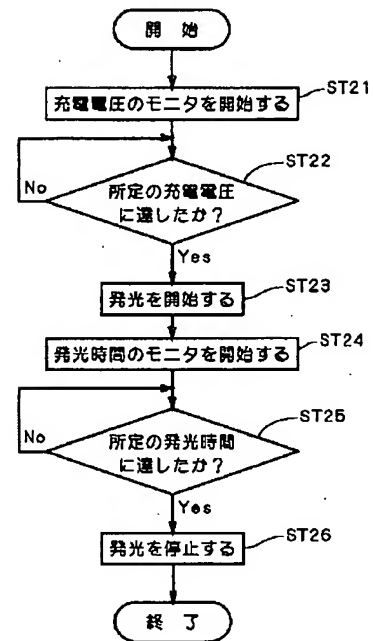 開 始
充電電圧のモニタを開始する
ST21
ST22
所定の充電電圧
に達したか?
No
Yes
ST23
発光を開始する
ST24
発光時間のモニタを開始する
ST25
所定の発光時間
に達したか?
No
Yes
ST26
発光を停止する
終 了